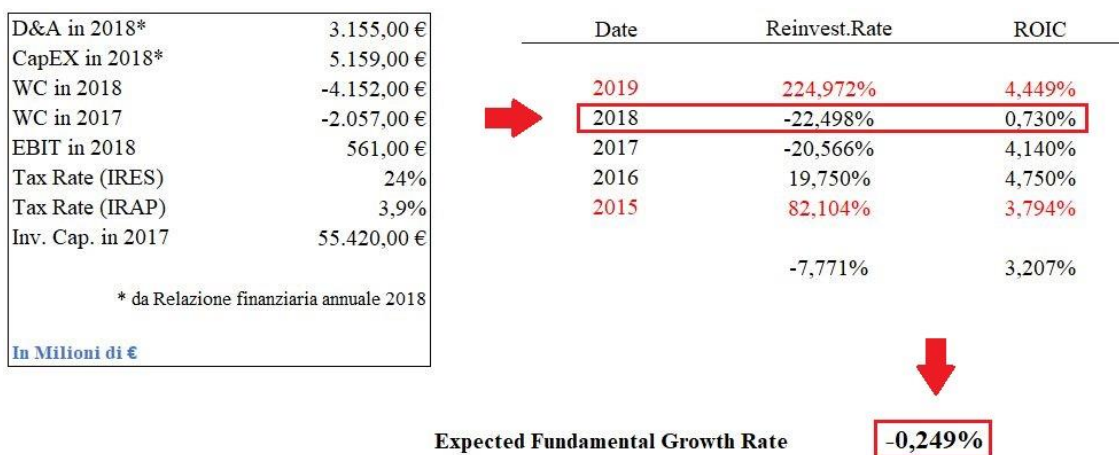 D&A in 2018* 3.155,00 €
CapEX in 2018* 5.159,00 €
WC in 2018 -4.152,00 €
WC in 2017 -2.057,00 €
EBIT in 2018 561,00 €
Tax Rate (IRES) 24%
Tax Rate (IRAP) 3,9%
Inv. Cap. in 2017 55.420,00 €
* da Relazione finanziaria annuale 2018
In Milioni di €
Date Reinvest.Rate ROIC
2019 224,972% 4,449%
2018 -22,498% 0,730%
2017 -20,566% 4,140%
2016 19,750% 4,750%
2015 82,104% 3,794%
-7,771% 3,207%
Expected Fundamental Growth Rate -0,249%